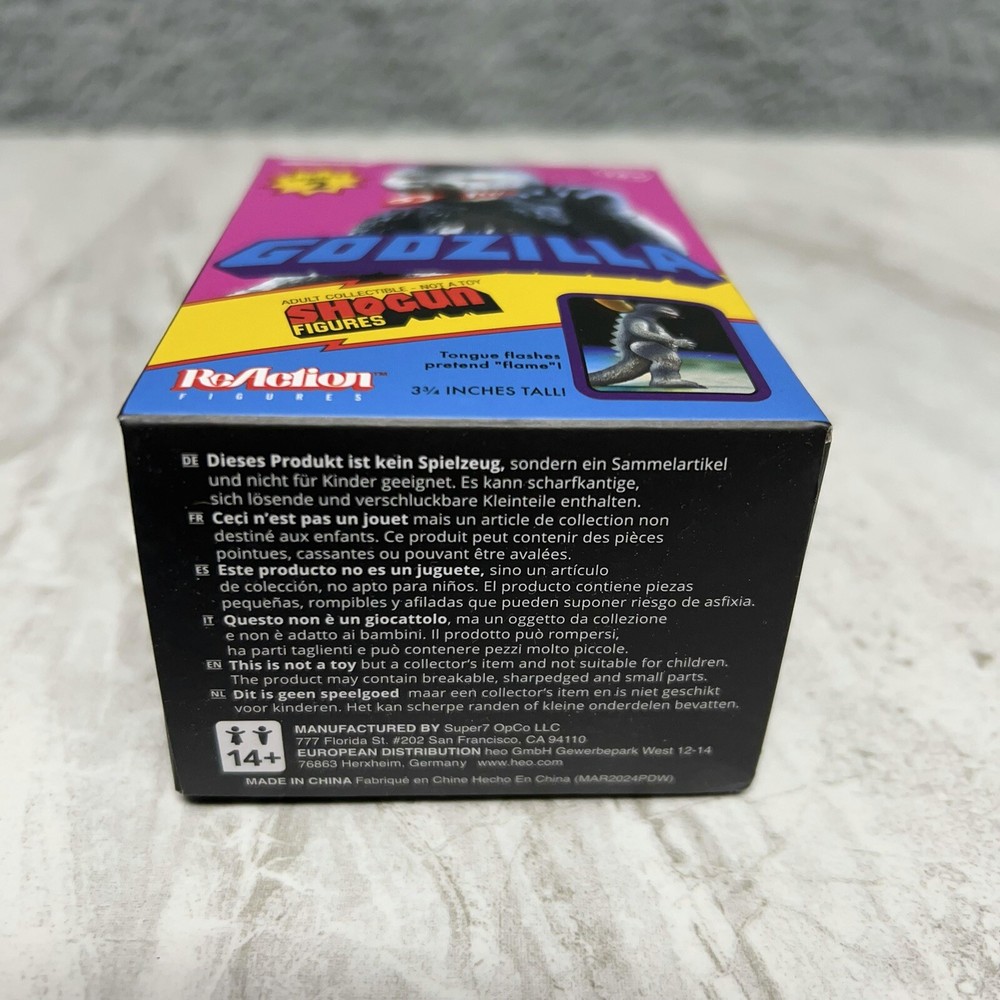 2
GODZILLA
ADULT COLLECTIBLE - NOT A TOY
SHOGUN
FIGURES
Tongue flashes
pretend "flame"!
ReAction™
FIGURES
3¾ INCHES TALL!
DE Dieses Produkt ist kein Spielzeug, sondern ein Sammelartikel
und nicht für Kinder geeignet. Es kann scharfkantige,
sich lösende und verschluckbare Kleinteile enthalten.
FR Ceci n'est pas un jouet mais un article de collection non
destiné aux enfants. Ce produit peut contenir des pièces
pointues, cassantes ou pouvant être avalées.
ES Este producto no es un juguete, sino un artículo
de colección, no apto para niños. El producto contiene piezas
pequeñas, rompibles y afiladas que pueden suponer riesgo de asfixia.
IT Questo non è un giocattolo, ma un oggetto da collezione
e non è adatto ai bambini. Il prodotto può rompersi,
ha parti taglienti e può contenere pezzi molto piccole.
EN This is not a toy but a collector's item and not suitable for children.
The product may contain breakable, sharpedged and small parts.
NL Dit is geen speelgoed maar een collector's item en is niet geschikt
voor kinderen. Het kan scherpe randen of kleine onderdelen bevatten.
14+
MANUFACTURED BY Super7 OpCo LLC
777 Florida St. #202 San Francisco, CA 94110
EUROPEAN DISTRIBUTION heo GmbH Gewerbepark West 12-14
76863 Herxheim, Germany www.heo.com
MADE IN CHINA Fabriqué en Chine Hecho En China (MAR2024PDW)